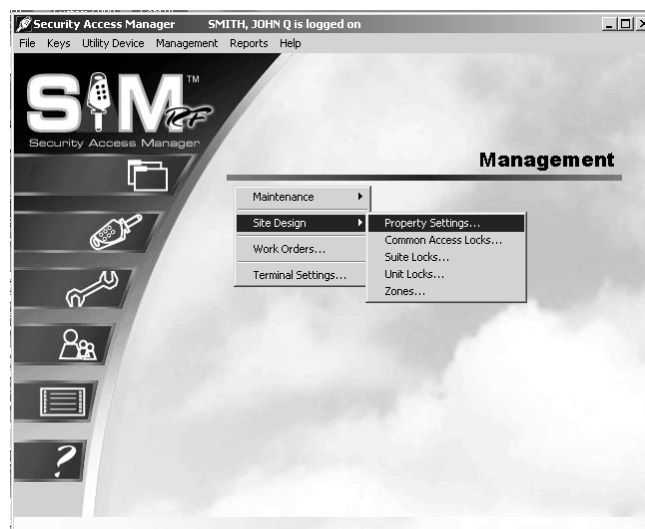 Security Access Manager SMITH, JOHN Q is logged on
File Keys Utility Device Management Reports Help
SAM TM
RF
Security Access Manager
Management
Maintenance
Site Design
Property Settings...
Common Access Locks...
Suite Locks...
Work Orders...
Unit Locks...
Terminal Settings...
Zones...
?